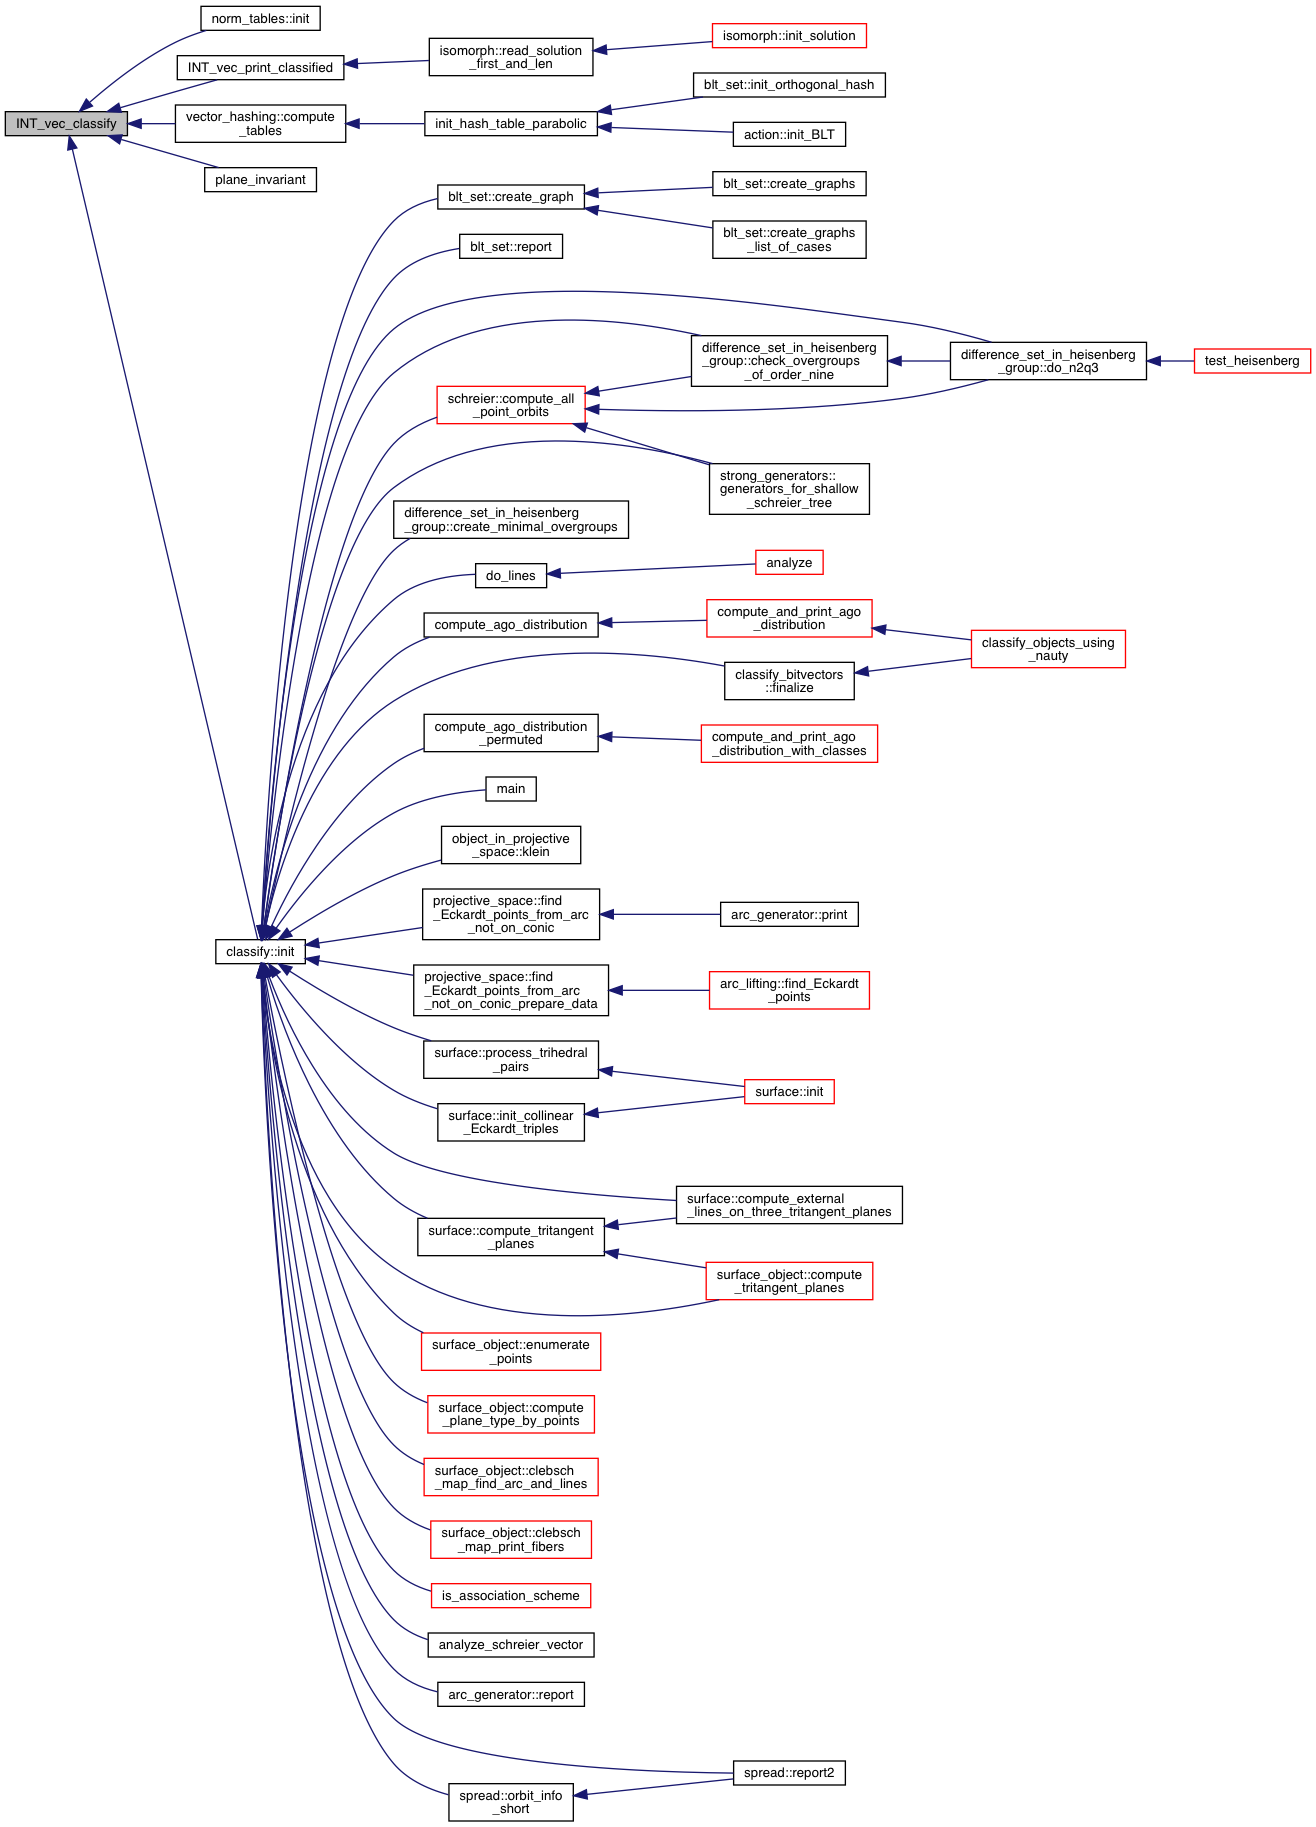 norm_tables::init
INT_vec_print_classified
isomorph::read_solution
_first_and_len
isomorph::init_solution
INT_vec_classify
vector_hashing::compute
_tables
init_hash_table_parabolic
blt_set::init_orthogonal_hash
action::init_BLT
plane_invariant
blt_set::create_graph
blt_set::create_graphs
blt_set::create_graphs
_list_of_cases
blt_set::report
difference_set_in_heisenberg
_group::check_overgroups
_of_order_nine
difference_set_in_heisenberg
_group::do_n2q3
test_heisenberg
schreier::compute_all
_point_orbits
strong_generators::
generators_for_shallow
_schreier_tree
difference_set_in_heisenberg
_group::create_minimal_overgroups
do_lines
analyze
compute_ago_distribution
compute_and_print_ago
_distribution
classify_objects_using
_nauty
classify_bitvectors
::finalize
compute_ago_distribution
_permuted
compute_and_print_ago
_distribution_with_classes
main
object_in_projective
_space::klein
classify::init
projective_space::find
_Eckardt_points_from_arc
_not_on_conic
arc_generator::print
projective_space::find
_Eckardt_points_from_arc
_not_on_conic_prepare_data
arc_lifting::find_Eckardt
_points
surface::process_trihedral
_pairs
surface::init
surface::init_collinear
_Eckardt_triples
surface::compute_external
_lines_on_three_tritangent_planes
surface::compute_tritangent
_planes
surface_object::compute
_tritangent_planes
surface_object::enumerate
_points
surface_object::compute
_plane_type_by_points
surface_object::clebsch
_map_find_arc_and_lines
surface_object::clebsch
_map_print_fibers
is_association_scheme
analyze_schreier_vector
arc_generator::report
spread::report2
spread::orbit_info
_short